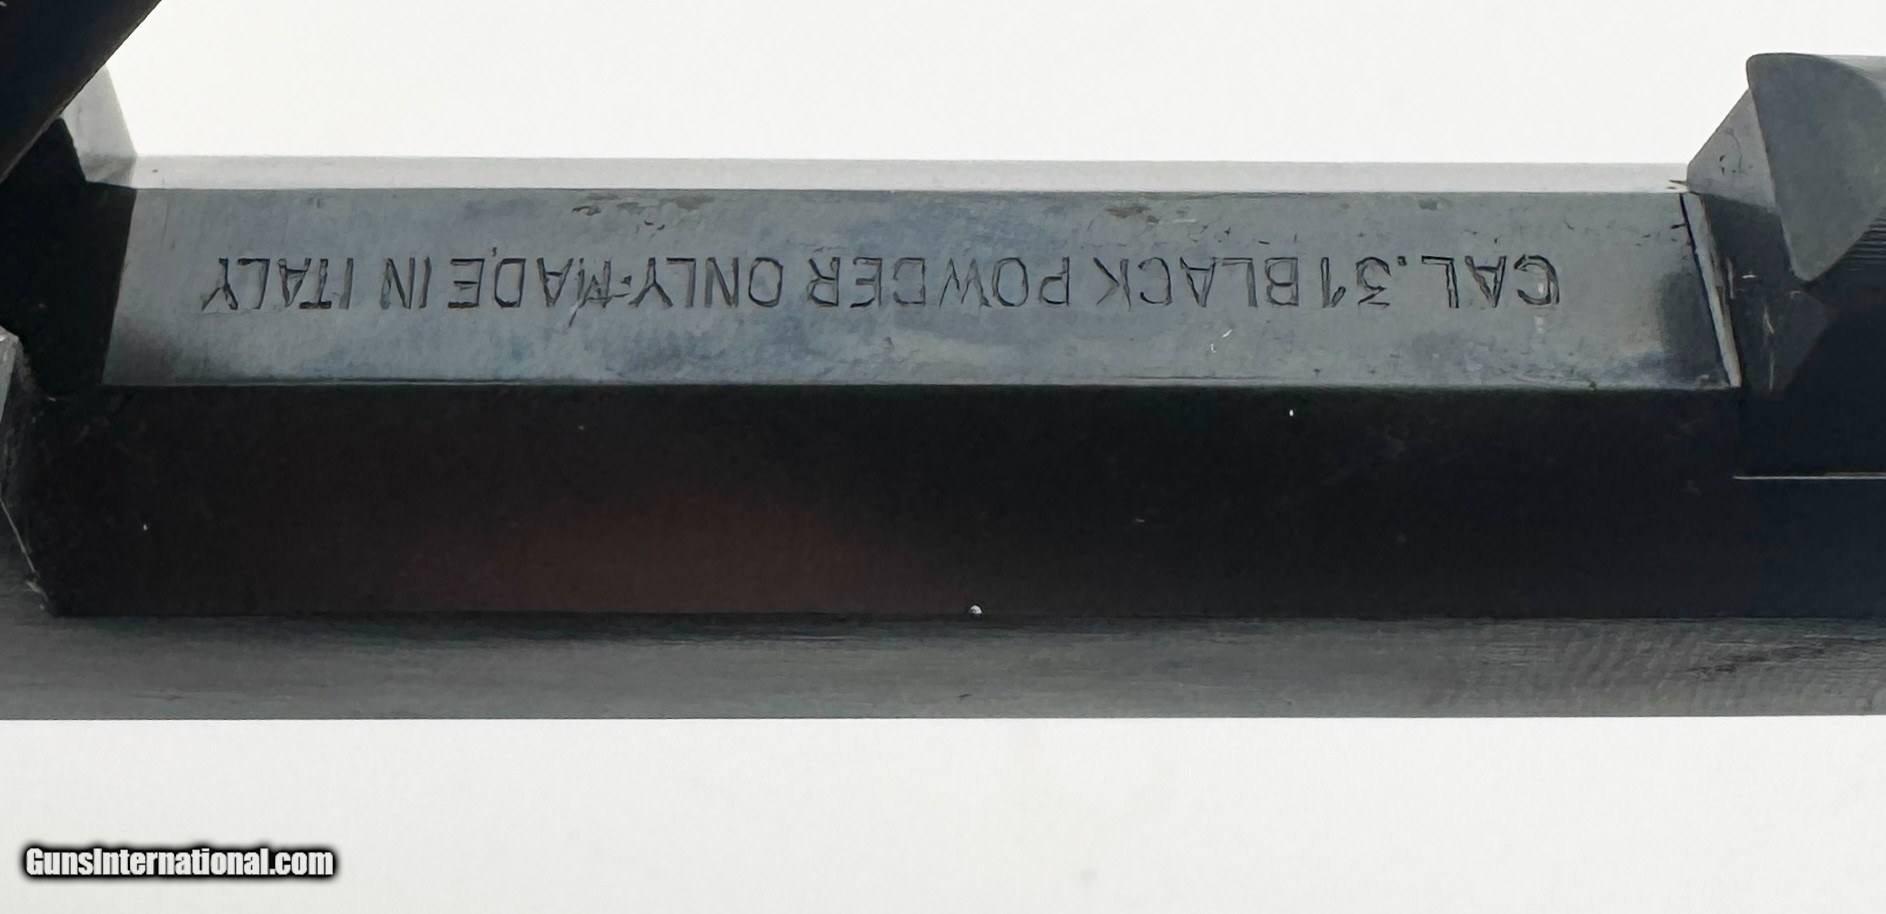 CAL.31 BLACK POWDER ONLY-MADE IN ITALY
GunsInternational.com